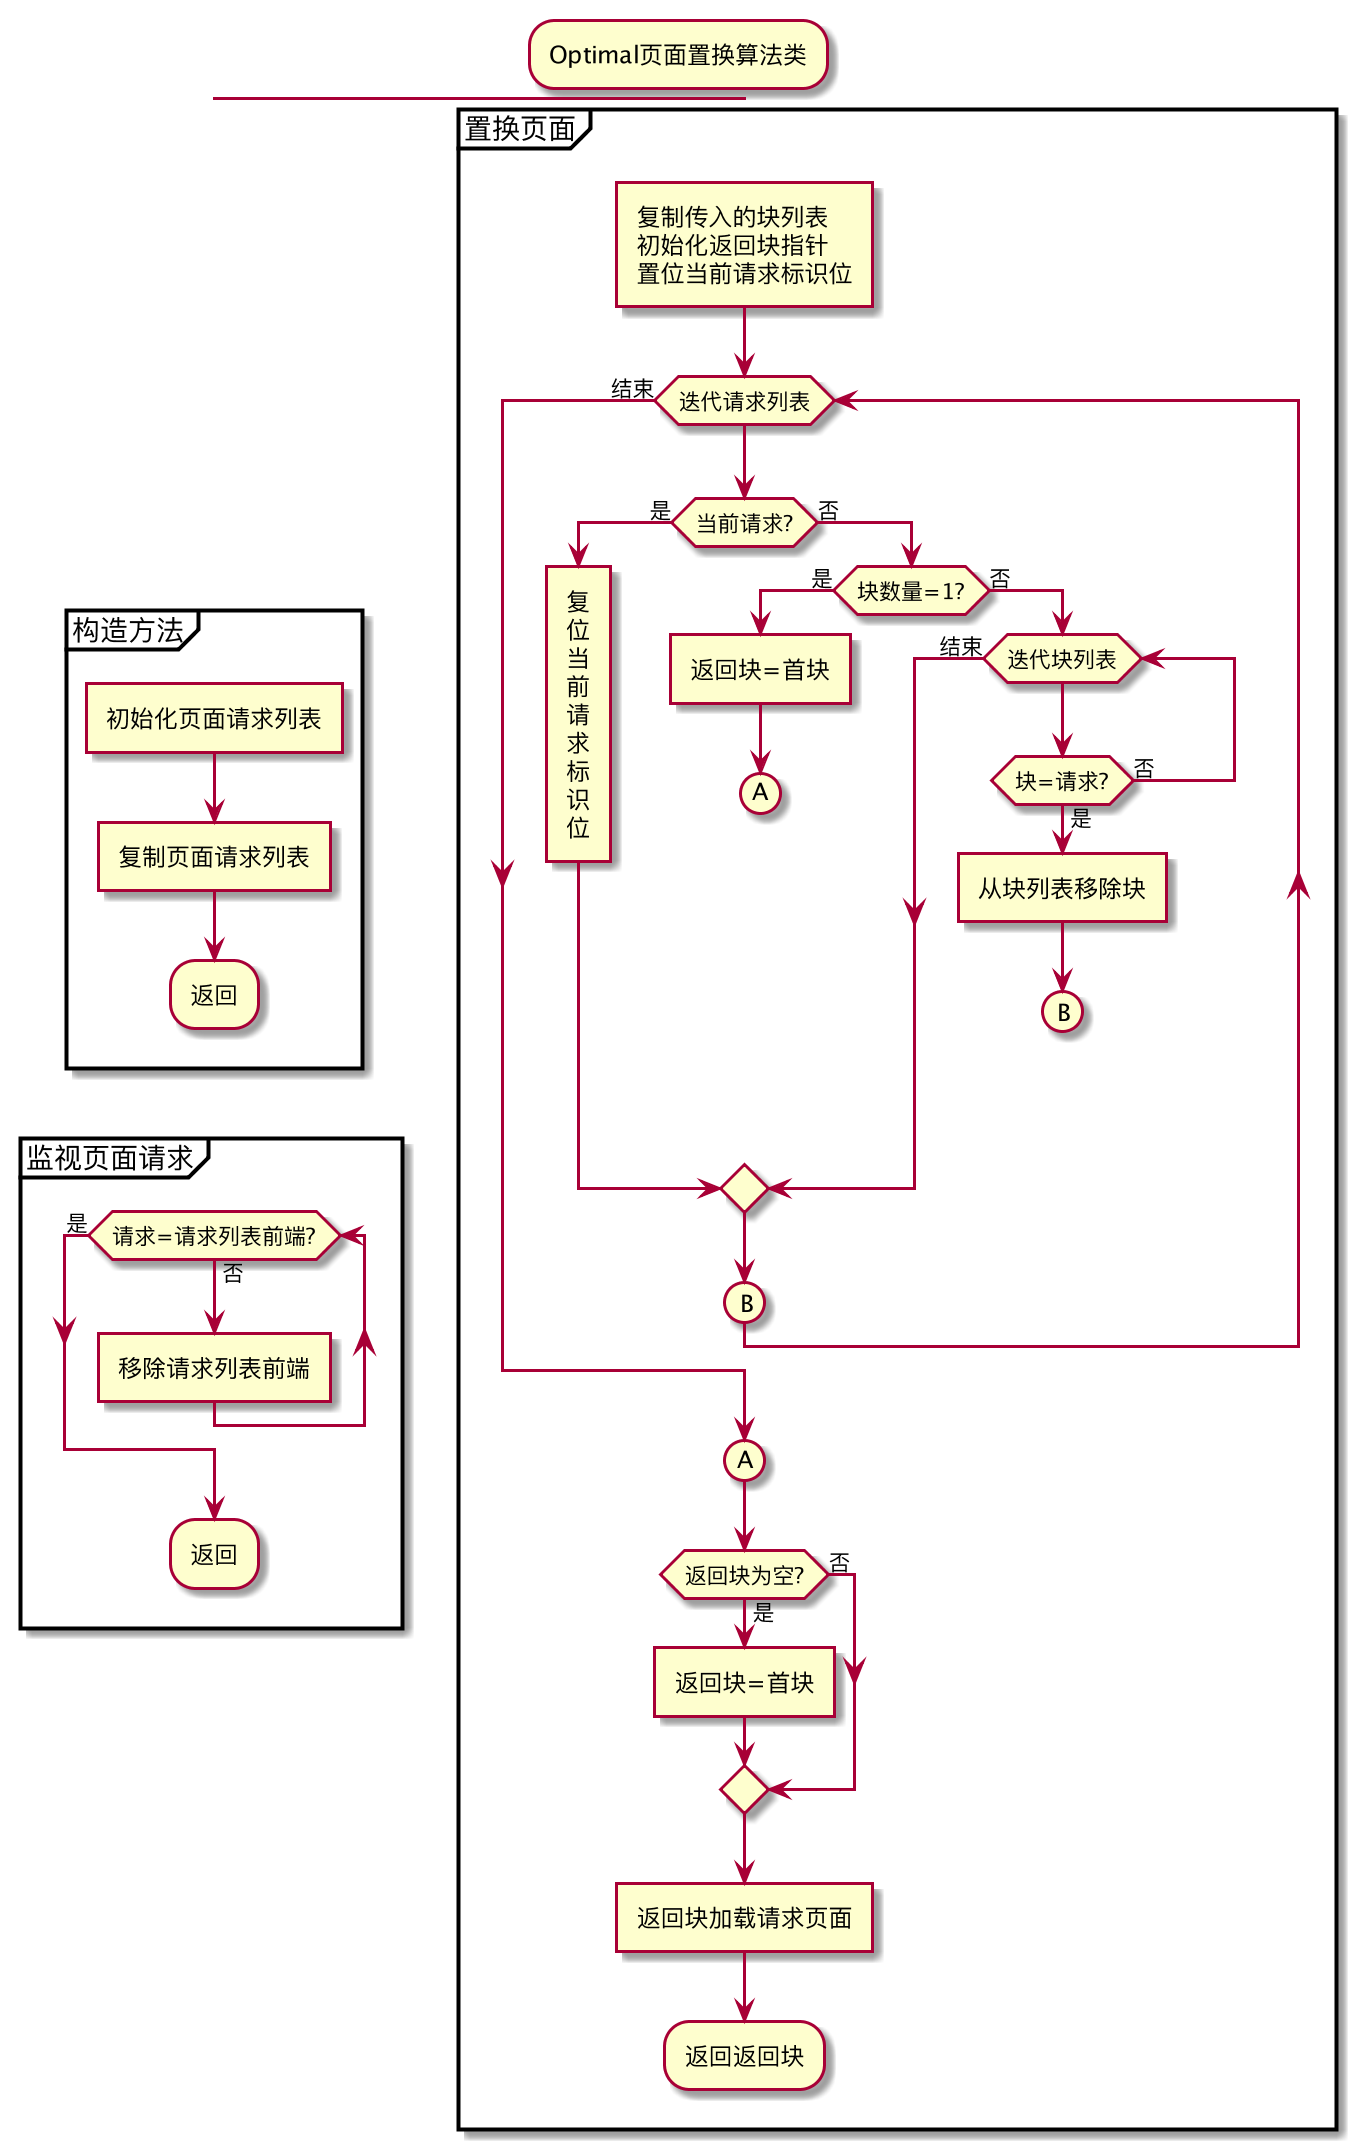 Optimal页面置换算法类
构造方法
初始化页面请求列表
复制页面请求列表
返回
监视页面请求
是
请求=请求列表前端?
否
移除请求列表前端
返回
置换页面
复制传入的块列表
初始化返回块指针
置位当前请求标识位
结束
迭代请求列表
是
当前请求?
否
复
位
当
前
请
求
标
识
位
是
块数量=1?
否
返回块=首块
A
结束
迭代块列表
块=请求?
否
是
从块列表移除块
B
B
A
返回块为空?
否
是
返回块=首块
返回块加载请求页面
返回返回块